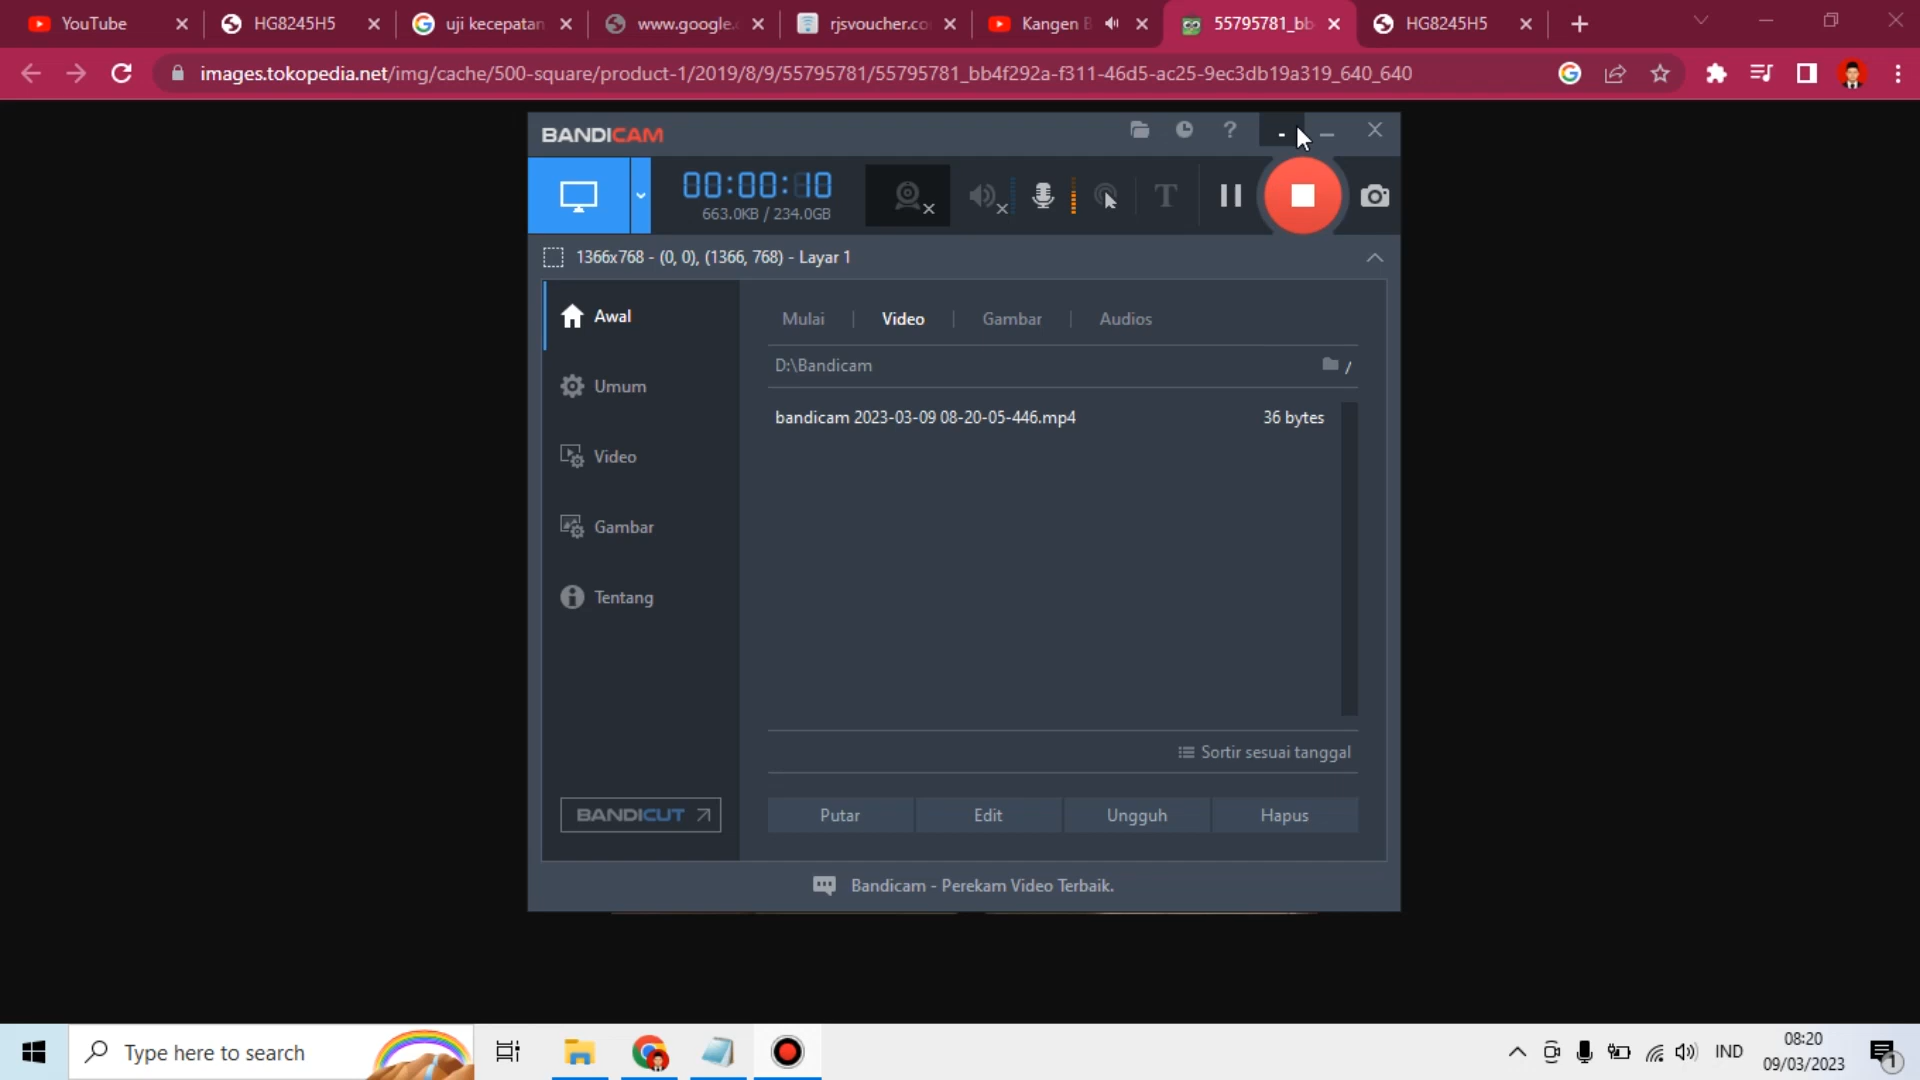 YouTube
HG8245H5
uji kecepatan
www.google.
rjsvoucher.co
Kangen B
55795781_bb
HG8245H5
images.tokopedia.net/img/cache/500-square/product-1/2019/8/9/55795781/55795781_bb4f292a-f311-46d5-ac25-9ec3db19a319_640_640
BANDICAM
00:00:10
663.0KB / 234.0GB
1366x768 - (0, 0), (1366, 768) - Layar 1
Awal
Umum
Video
Gambar
Tentang
Mulai | Video | Gambar | Audios
D:\Bandicam
bandicam 2023-03-09 08-20-05-446.mp4 36 bytes
Sortir sesuai tanggal
BANDICUT
Putar Edit Ungguh Hapus
Bandicam - Perekam Video Terbaik.
Type here to search
IND
08:20
09/03/2023
1